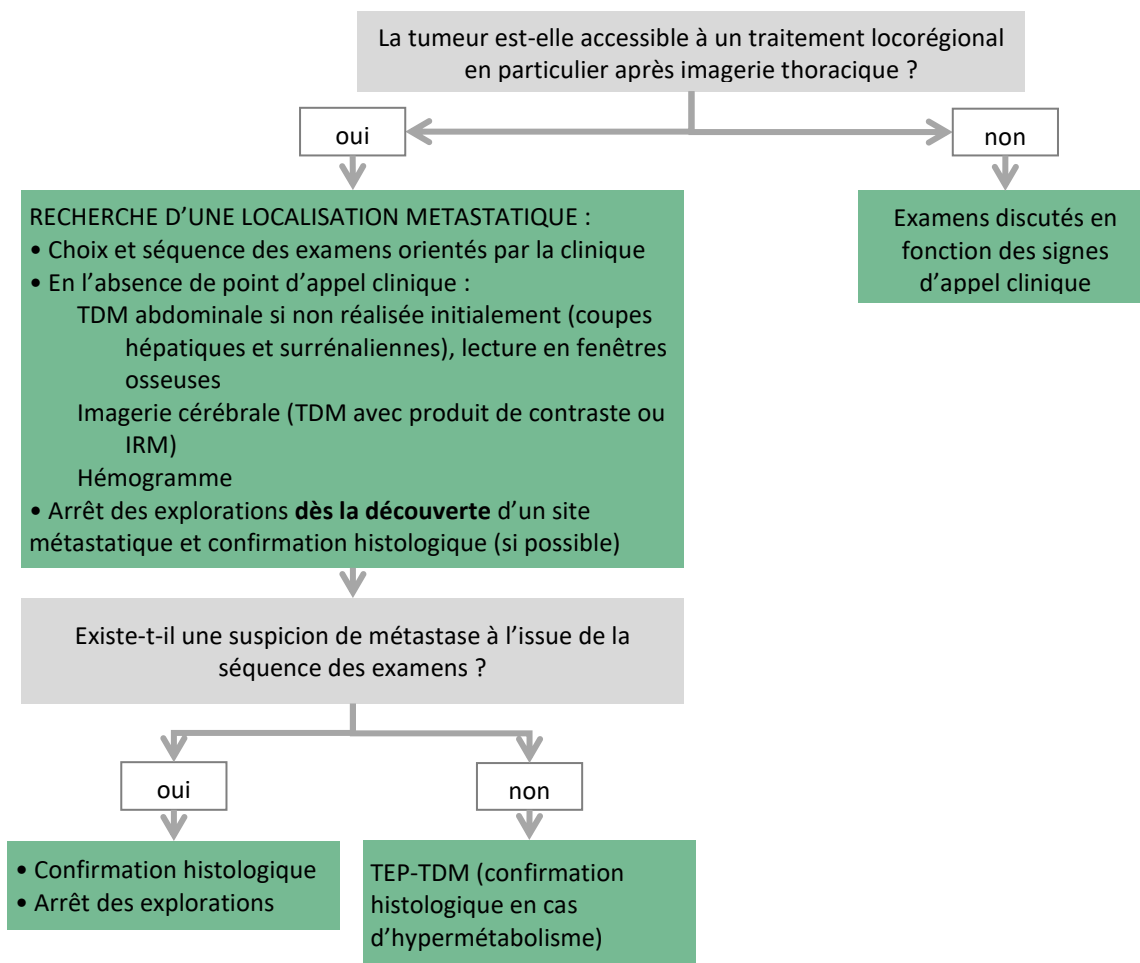 La tumeur est-elle accessible à un traitement locorégional
en particulier après imagerie thoracique ?
oui
non
RECHERCHE D’UNE LOCALISATION METASTATIQUE :
• Choix et séquence des examens orientés par la clinique
• En l’absence de point d’appel clinique :
TDM abdominale si non réalisée initialement (coupes
hépatiques et surrénaliennes), lecture en fenêtres
osseuses
Imagerie cérébrale (TDM avec produit de contraste ou
IRM)
Hémogramme
• Arrêt des explorations dès la découverte d’un site
métastatique et confirmation histologique (si possible)
Examens discutés en
fonction des signes
d’appel clinique
Existe-t-il une suspicion de métastase à l’issue de la
séquence des examens ?
oui
non
• Confirmation histologique
• Arrêt des explorations
TEP-TDM (confirmation
histologique en cas
d’hypermétabolisme)